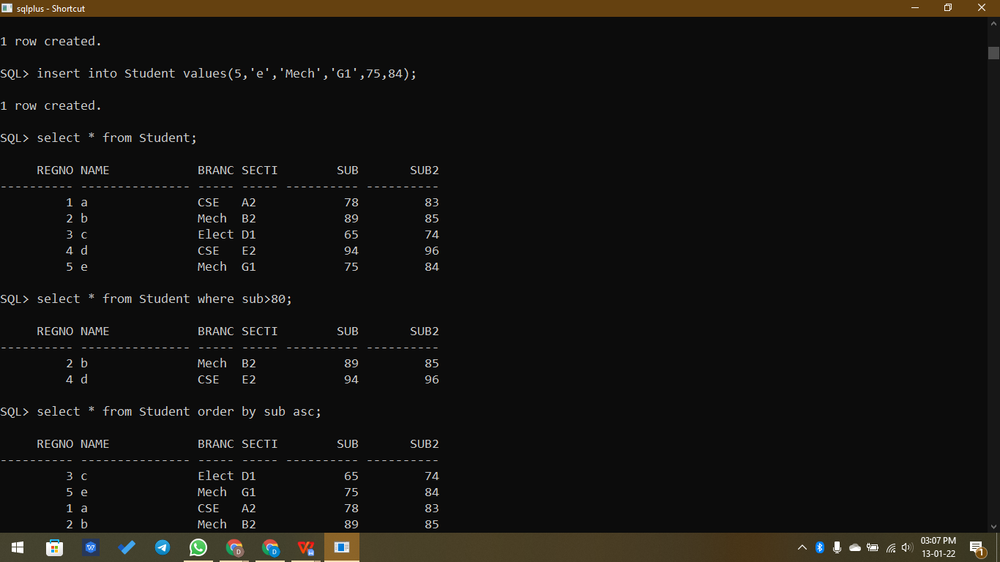 sqlplus - Shortcut
1 row created.
SQL> insert into Student values(5,'e','Mech','G1',75,84);
1 row created.
SQL> select * from Student;
     REGNO NAME            BRANC SECTI        SUB       SUB2
---------- --------------- ----- ----- ---------- ----------
         1 a               CSE   A2            78         83
         2 b               Mech  B2            89         85
         3 c               Elect D1            65         74
         4 d               CSE   E2            94         96
         5 e               Mech  G1            75         84
SQL> select * from Student where sub>80;
     REGNO NAME            BRANC SECTI        SUB       SUB2
---------- --------------- ----- ----- ---------- ----------
         2 b               Mech  B2            89         85
         4 d               CSE   E2            94         96
SQL> select * from Student order by sub asc;
     REGNO NAME            BRANC SECTI        SUB       SUB2
---------- --------------- ----- ----- ---------- ----------
         3 c               Elect D1            65         74
         5 e               Mech  G1            75         84
         1 a               CSE   A2            78         83
         2 b               Mech  B2            89         85
D
D
03:07 PM
13-01-22
1